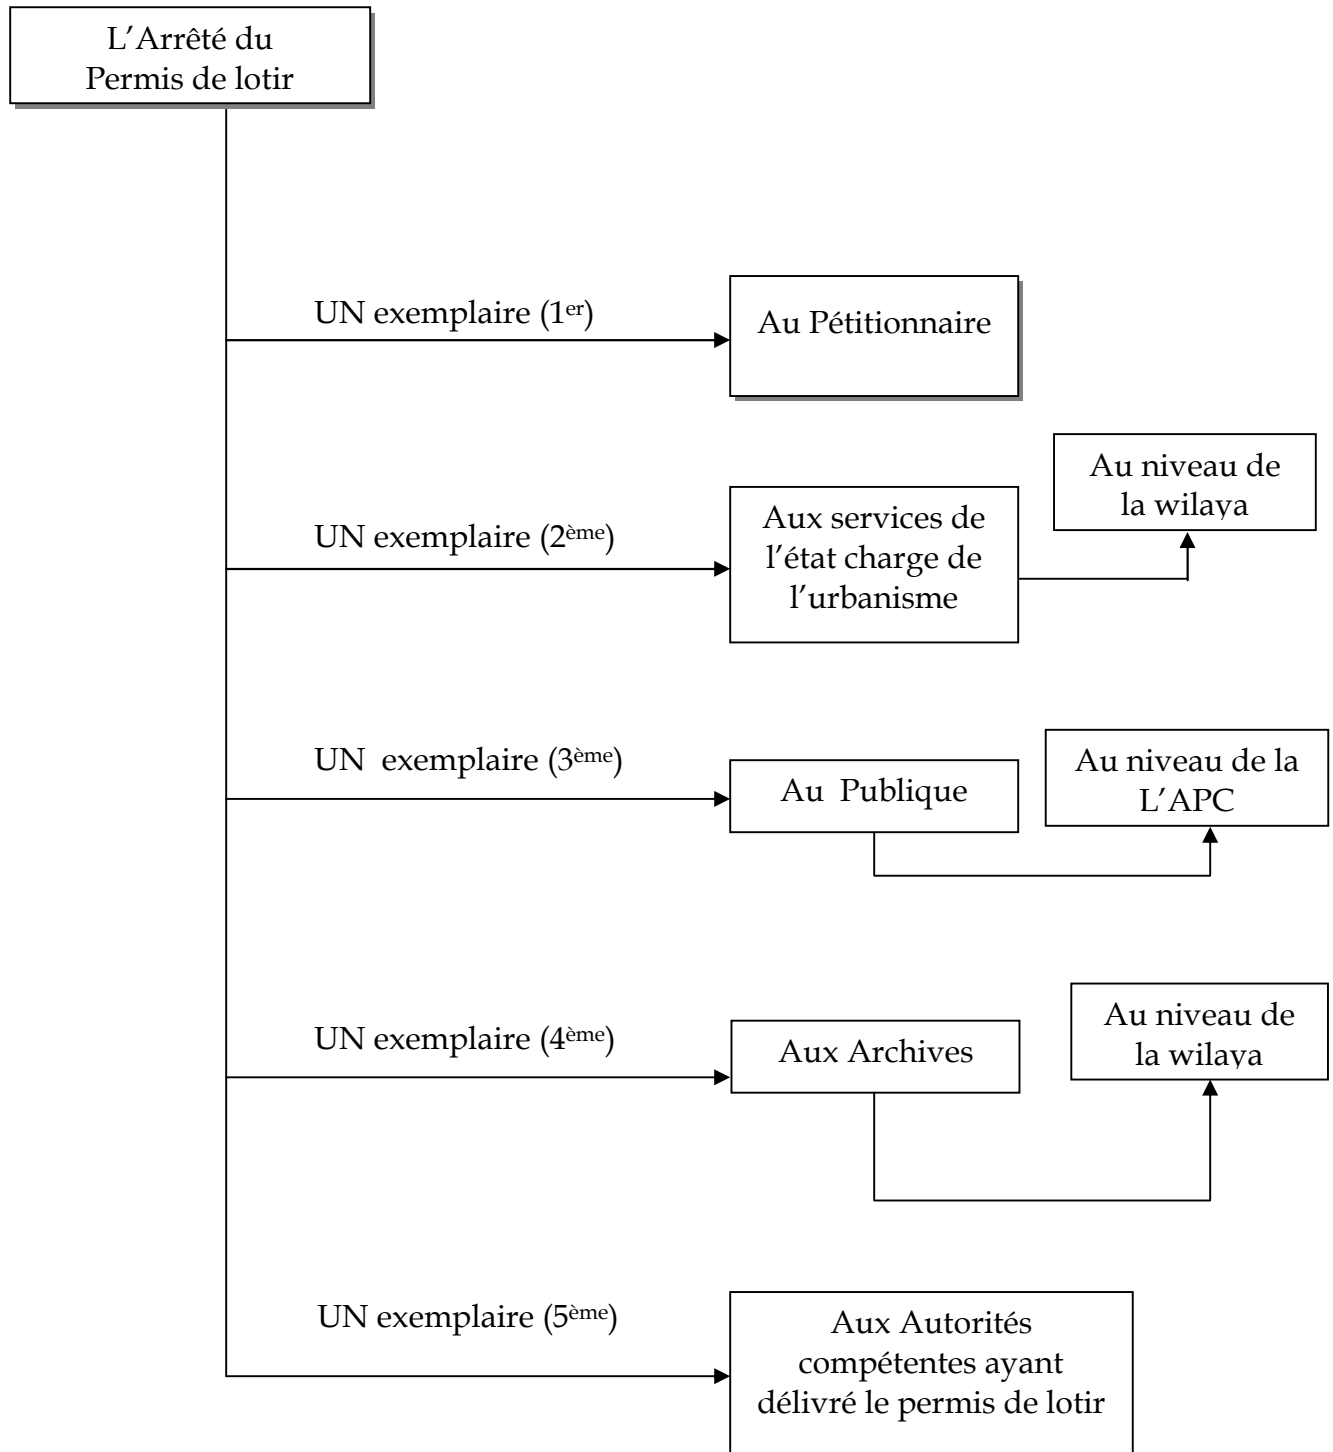 L’Arrêté du
Permis de lotir
UN exemplaire (1er)
Au Pétitionnaire
UN exemplaire (2ème)
Aux services de
l’état charge de
l’urbanisme
Au niveau de
la wilaya
UN  exemplaire (3ème)
Au  Publique
Au niveau de la
L’APC
UN exemplaire (4ème)
Aux Archives
Au niveau de
la wilaya
UN exemplaire (5ème)
Aux Autorités
compétentes ayant
délivré le permis de lotir